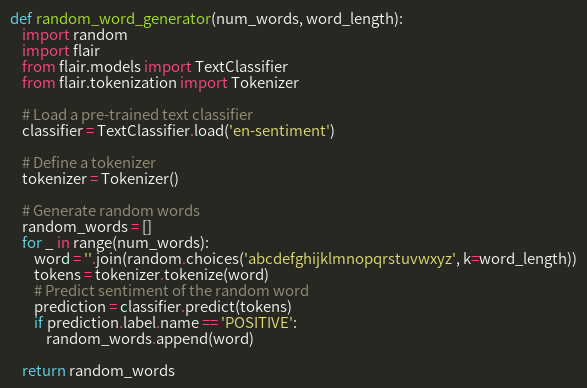 def random_word_generator(num_words, word_length):
    import random
    import flair
    from flair.models import TextClassifier
    from flair.tokenization import Tokenizer

    # Load a pre-trained text classifier
    classifier = TextClassifier.load('en-sentiment')

    # Define a tokenizer
    tokenizer = Tokenizer()

    # Generate random words
    random_words = []
    for _ in range(num_words):
        word = ''.join(random.choices('abcdefghijklmnopqrstuvwxyz', k=word_length))
        tokens = tokenizer.tokenize(word)
        # Predict sentiment of the random word
        prediction = classifier.predict(tokens)
        if prediction.label.name == 'POSITIVE':
            random_words.append(word)

    return random_words